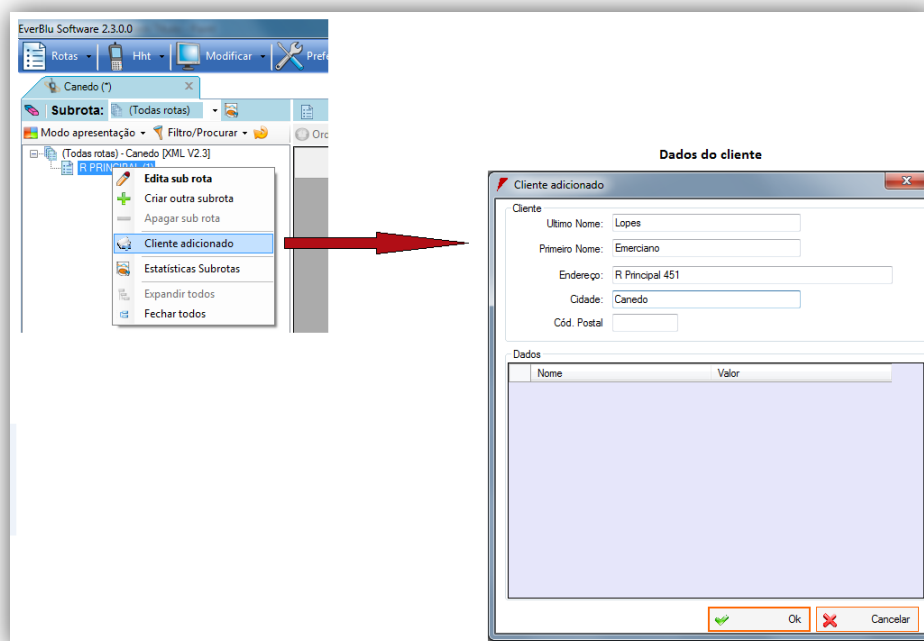 EverBlu Software 2.3.0.0
Rotas Hht Modificar Prefe
Canedo (*) X
Subrota: (Todas rotas)
Modo apresentação Filtro/Procurar
Orc
(Todas rotas) - Canedo [XML V2.3]
R PRINCIPAL (1)
Edita sub rota
Criar outra subrota
Apagar sub rota
Cliente adicionado
Estatísticas Subrotas
Expandir todos
Fechar todos
Dados do cliente
Cliente adicionado
Cliente
Ultimo Nome: Lopes
Primeiro Nome: Emerciano
Endereço: R Principal 451
Cidade: Canedo
Cód. Postal
Dados
Nome Valor
Ok Cancelar